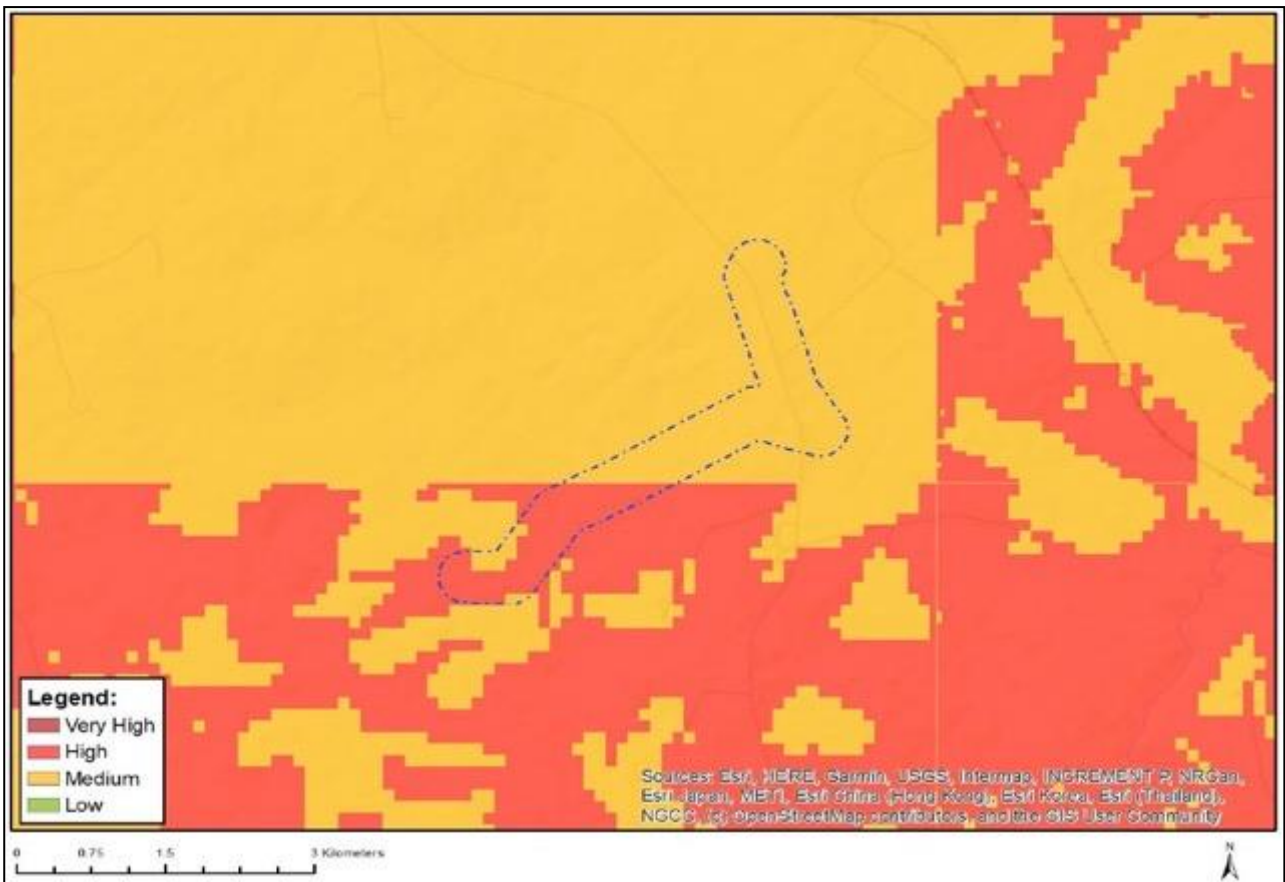 Legend:
Very High
High
Medium
Low
Sources: Esri, HERE, Garmin, USGS, Intermap, INCREMENT P, NRCan,
Esri Japan, METI, Esri China (Hong Kong), Esri Korea, Esri (Thailand),
NGCC, (c) OpenStreetMap contributors, and the GIS User Community
0 0.75 1.5 3 Kilometers
N